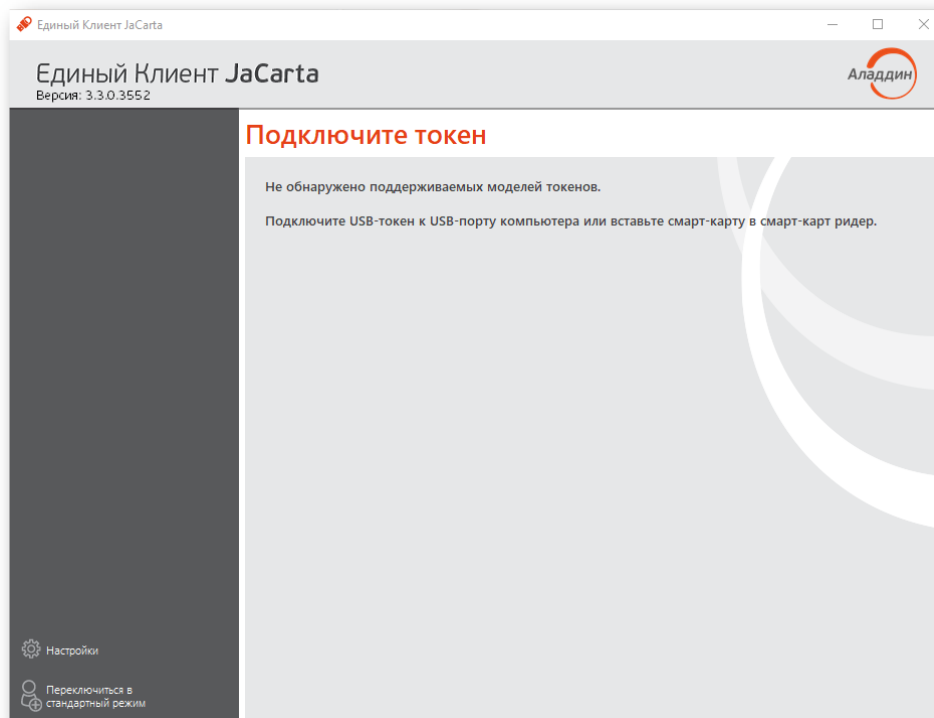 Единый Клиент JaCarta
Единый Клиент JaCarta
Версия: 3.3.0.3552
Аладдин
Подключите токен
Не обнаружено поддерживаемых моделей токенов.
Подключите USB-токен к USB-порту компьютера или вставьте смарт-карту в смарт-карт ридер.
Настройки
Переключиться в
стандартный режим